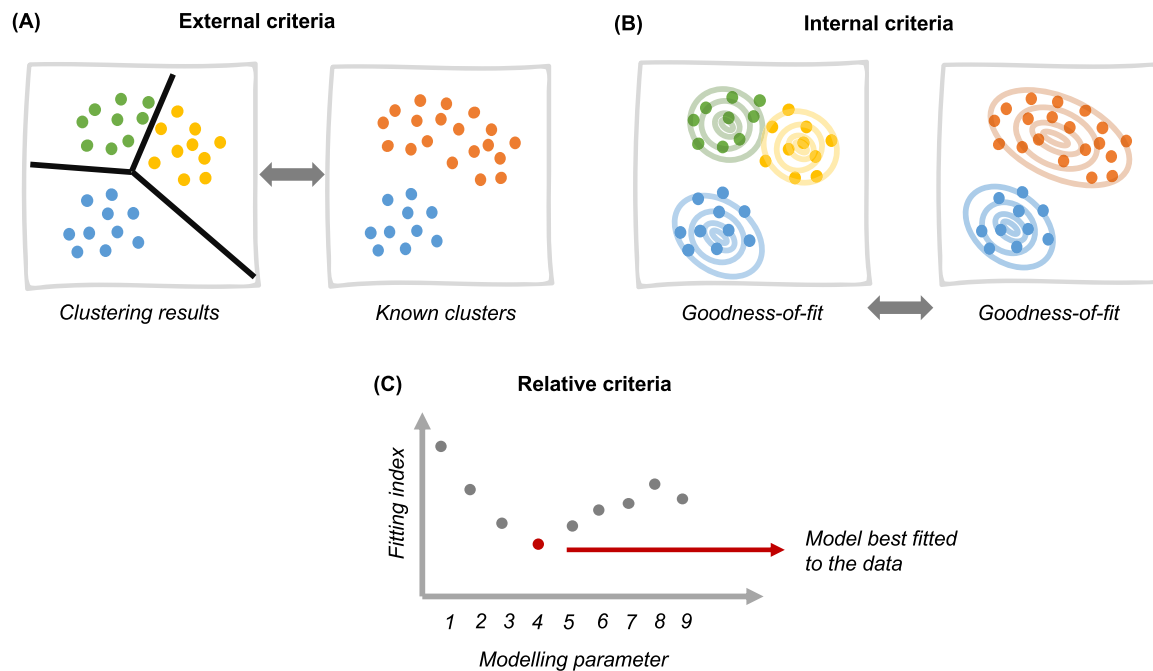 (A) External criteria
Clustering results
Known clusters
(B) Internal criteria
Goodness-of-fit
Goodness-of-fit
(C) Relative criteria
Fitting index
1 2 3 4 5 6 7 8 9
Modelling parameter
Model best fitted
to the data